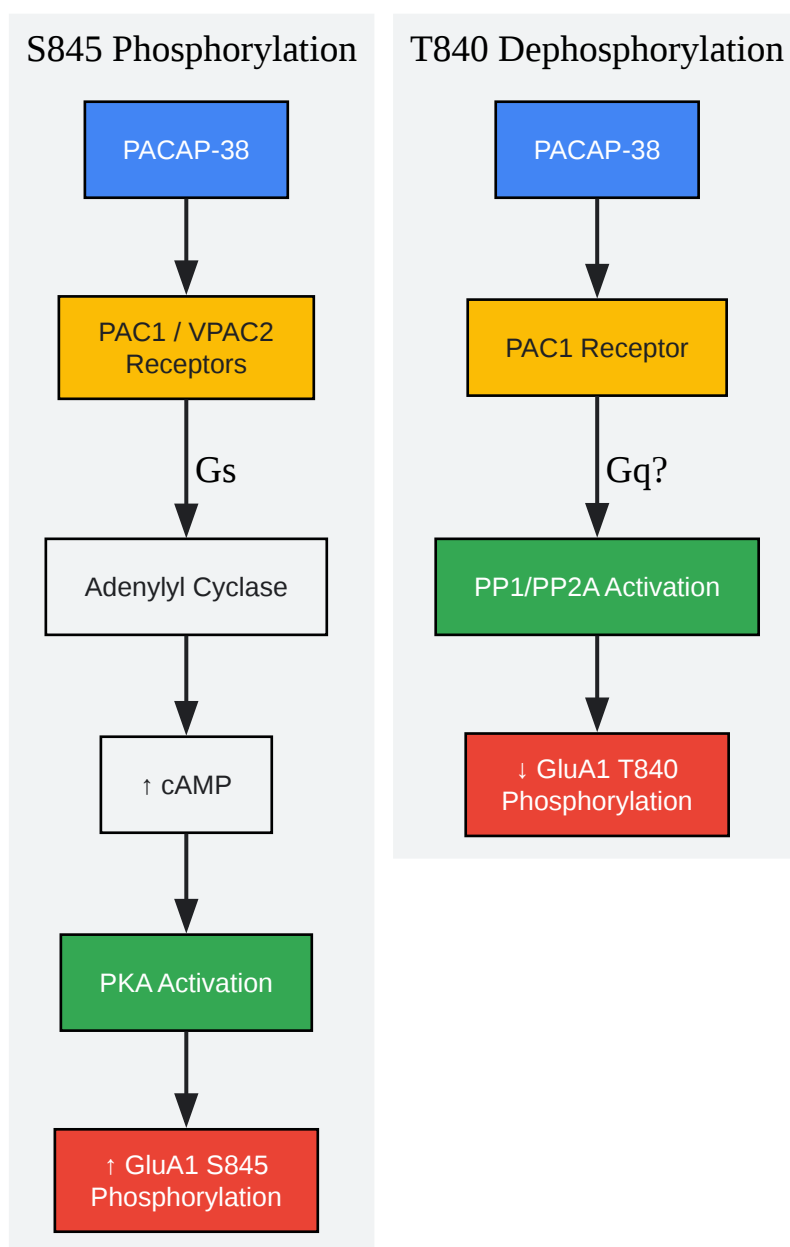 S845 Phosphorylation
PACAP-38
PAC1 / VPAC2
Receptors
Gs
Adenylyl Cyclase
↑ cAMP
PKA Activation
↑ GluA1 S845
Phosphorylation
T840 Dephosphorylation
PACAP-38
PAC1 Receptor
Gq?
PP1/PP2A Activation
↓ GluA1 T840
Phosphorylation